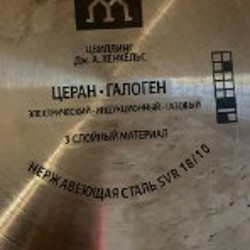 ЦВИЛЛИНГ
ДЖ. А. ХЕНКЕЛЬС
ЦЕРАН · ГАЛОГЕН
ЭЛЕКТРИЧЕСКИЙ · ИНДУКЦИОННЫЙ · ГАЗОВЫЙ
3 СЛОЙНЫЙ МАТЕРИАЛ
НЕРЖАВЕЮЩАЯ СТАЛЬ SVR 18/10